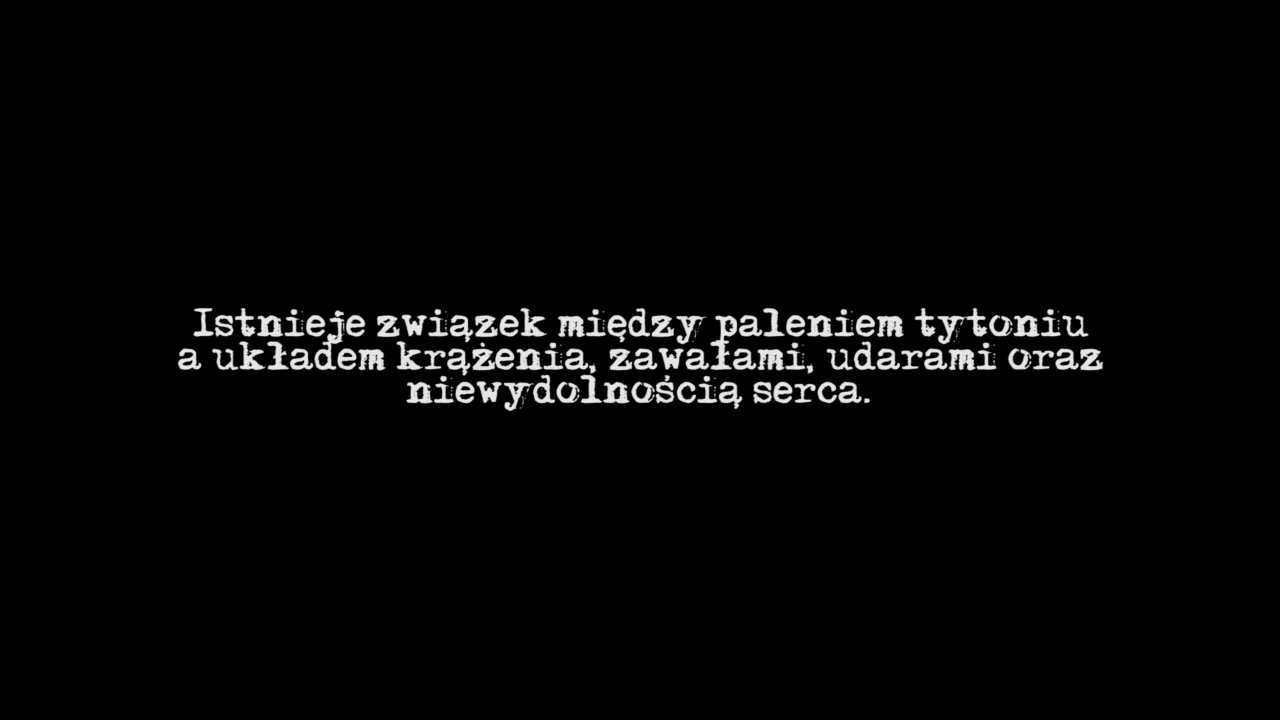 Istnieje związek między paleniem tytoniu
a układem krążenia, zawałami, udarami oraz
niewydolnością serca.